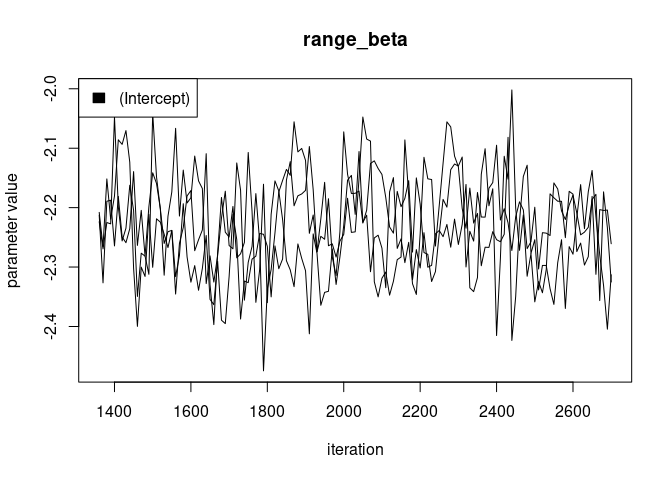 range_beta
(Intercept)
parameter value
-2.0
-2.1
-2.2
-2.3
-2.4
1400 1600 1800 2000 2200 2400 2600
iteration